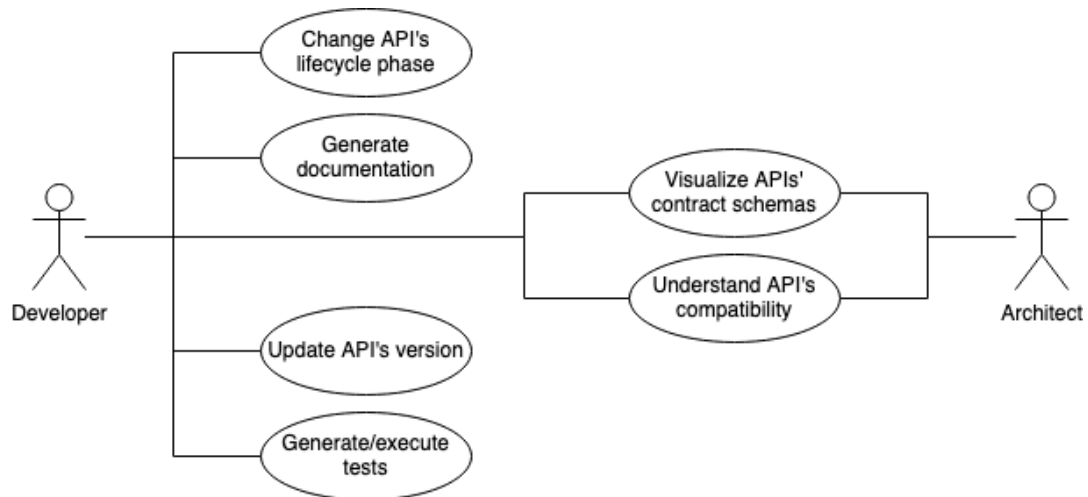 Change API's
lifecycle phase
Generate
documentation
Visualize APIs'
contract schemas
Developer
Understand API's
compatibility
Architect
Update API's version
Generate/execute
tests